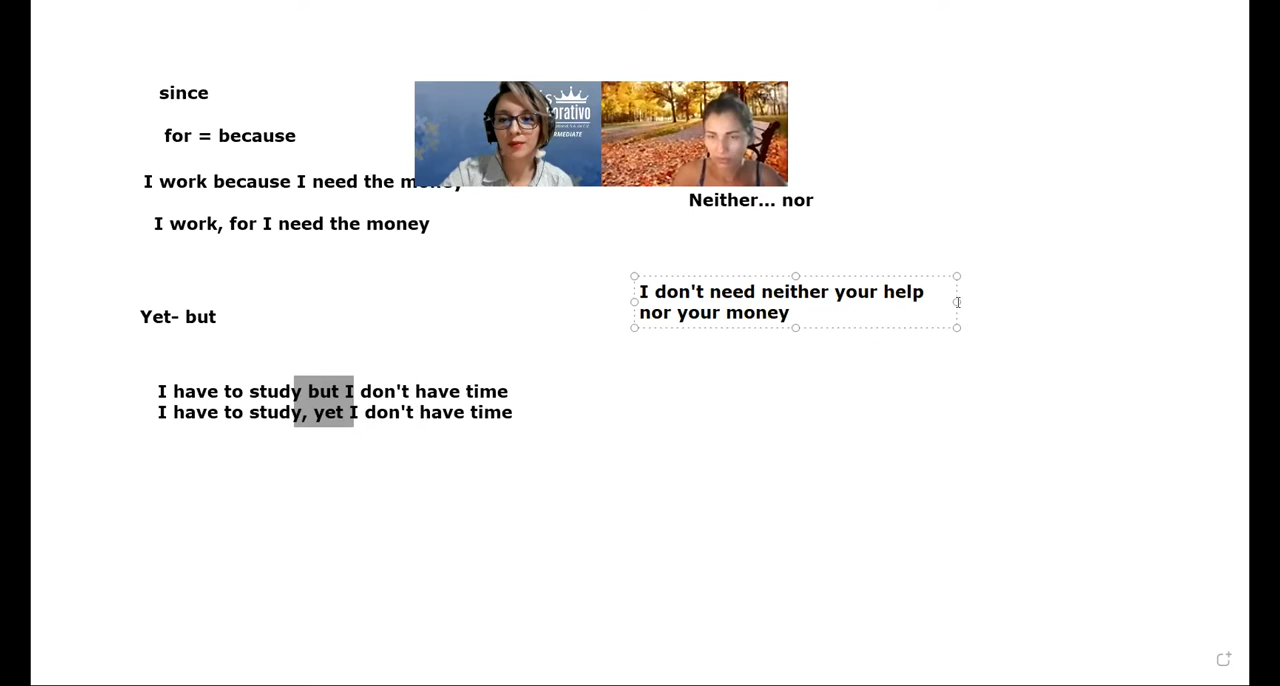 since
for = because
I work because I need the money
I work, for I need the money
Yet- but
I have to study but I don't have time
I have to study, yet I don't have time
Neither... nor
I don't need neither your help
nor your money